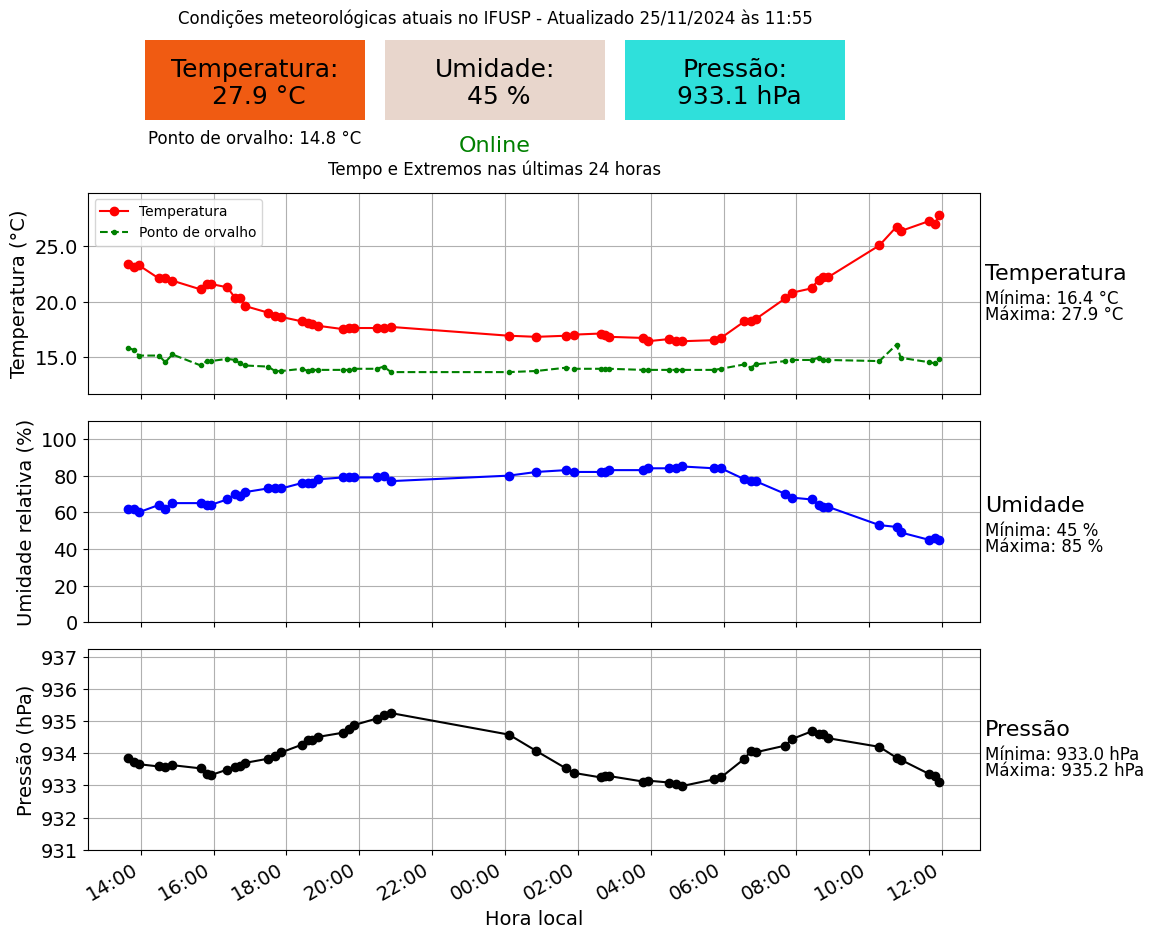 Condições meteorológicas atuais no IFUSP - Atualizado 25/11/2024 às 11:55
Temperatura:
27.9 °C
Umidade:
45 %
Pressão:
933.1 hPa
Ponto de orvalho: 14.8 °C
Online
Tempo e Extremos nas últimas 24 horas
Temperatura (°C)
25.0
20.0
15.0
Temperatura
Ponto de orvalho
Temperatura
Mínima: 16.4 °C
Máxima: 27.9 °C
Umidade relativa (%)
100
80
60
40
20
0
Umidade
Mínima: 45 %
Máxima: 85 %
Pressão (hPa)
937
936
935
934
933
932
931
Pressão
Mínima: 933.0 hPa
Máxima: 935.2 hPa
14:00
16:00
18:00
20:00
22:00
00:00
02:00
04:00
06:00
08:00
10:00
12:00
Hora local